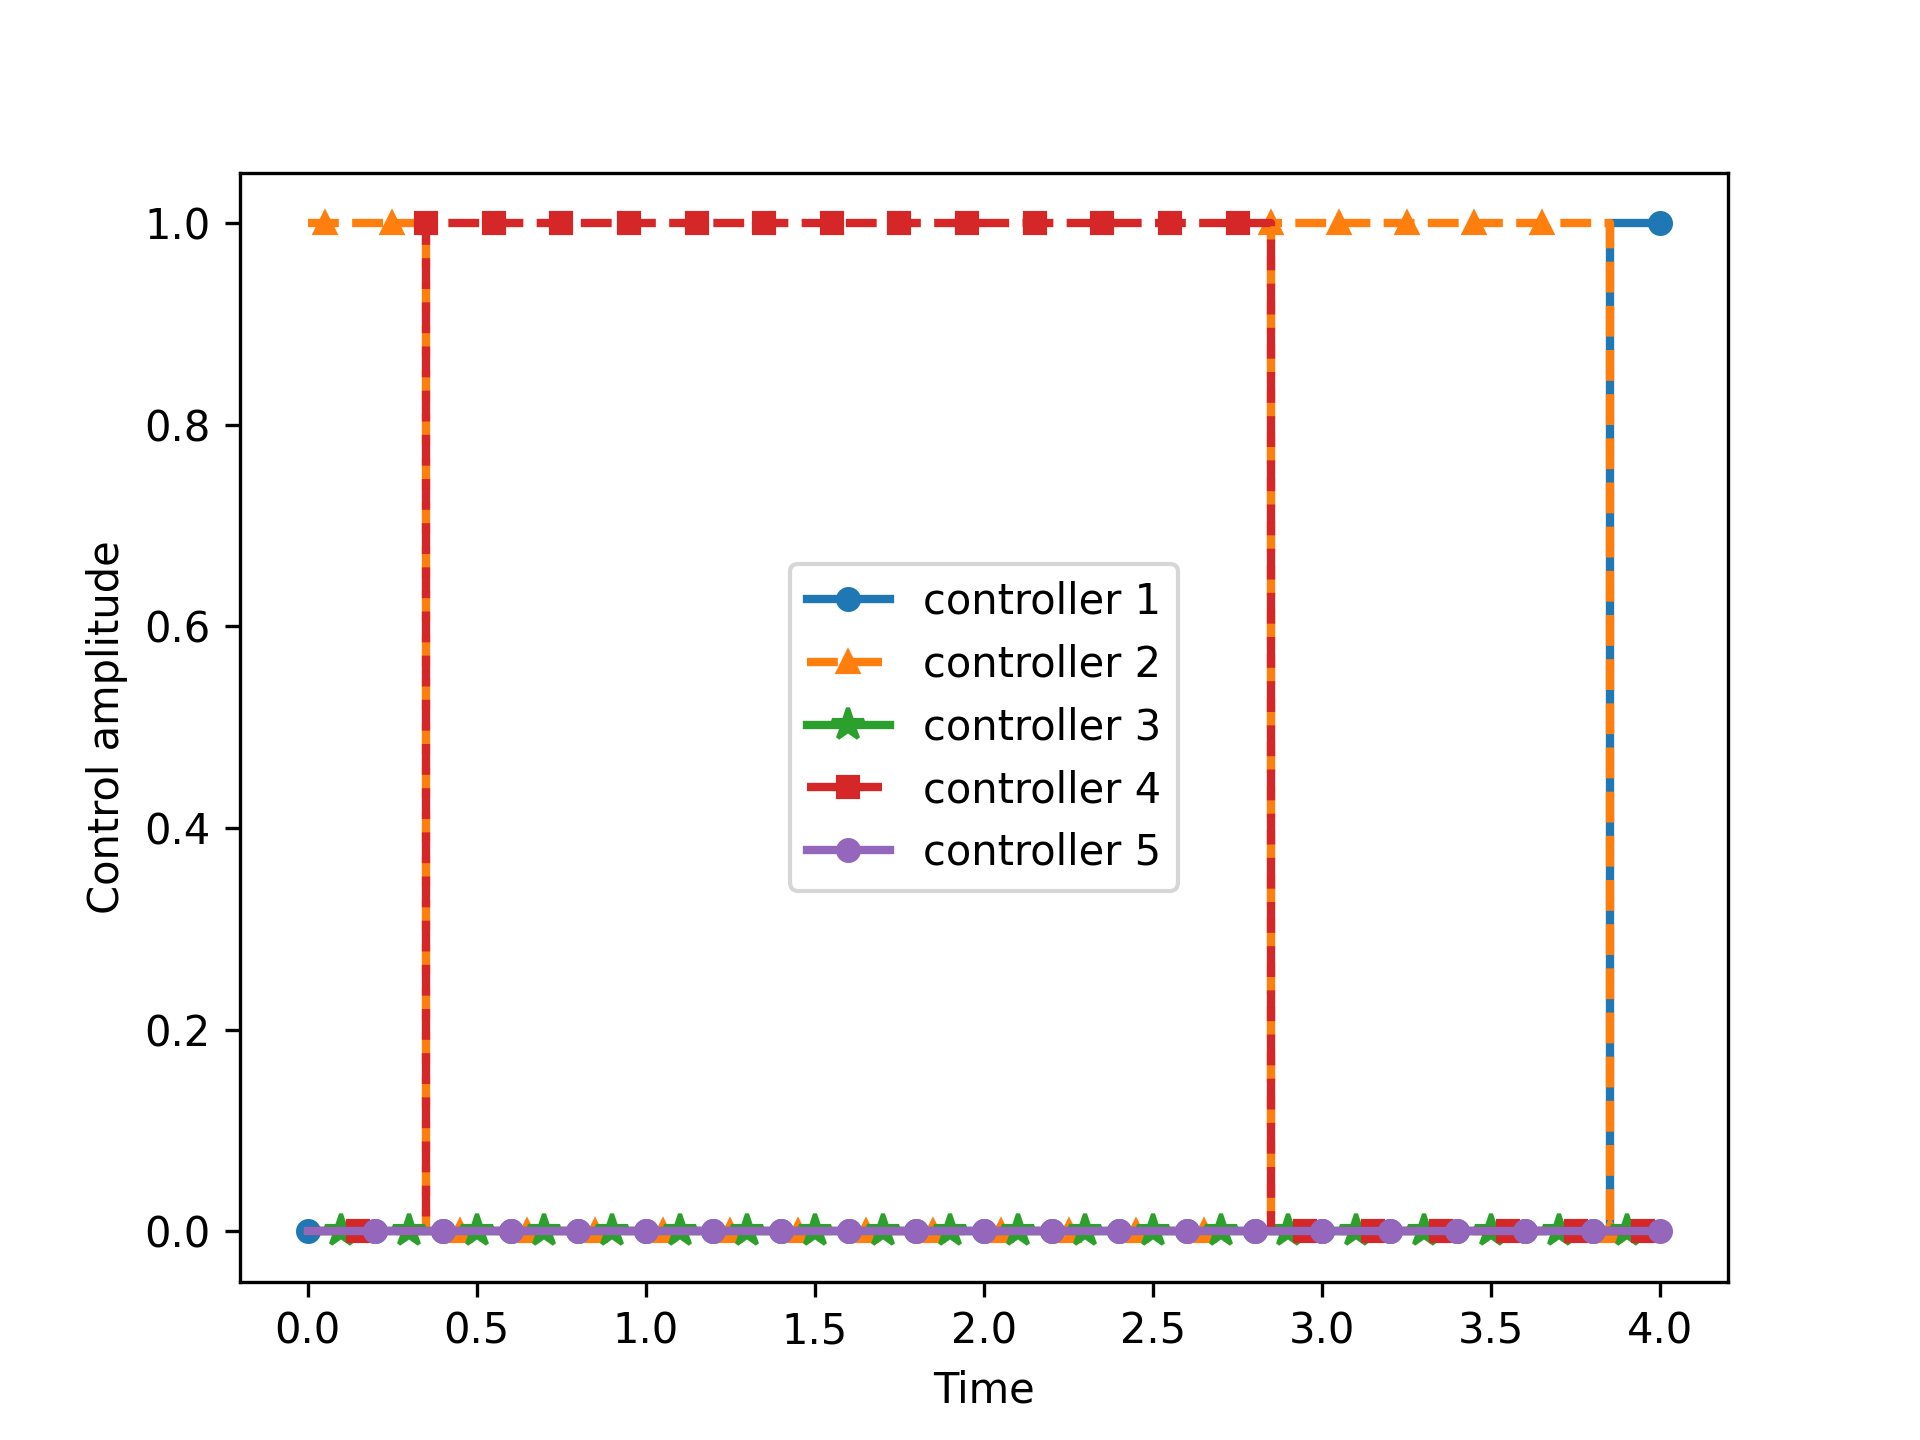 1.0
0.8
0.6
0.4
0.2
0.0
Control amplitude
controller 1
controller 2
controller 3
controller 4
controller 5
0.0 0.5 1.0 1.5 2.0 2.5 3.0 3.5 4.0
Time